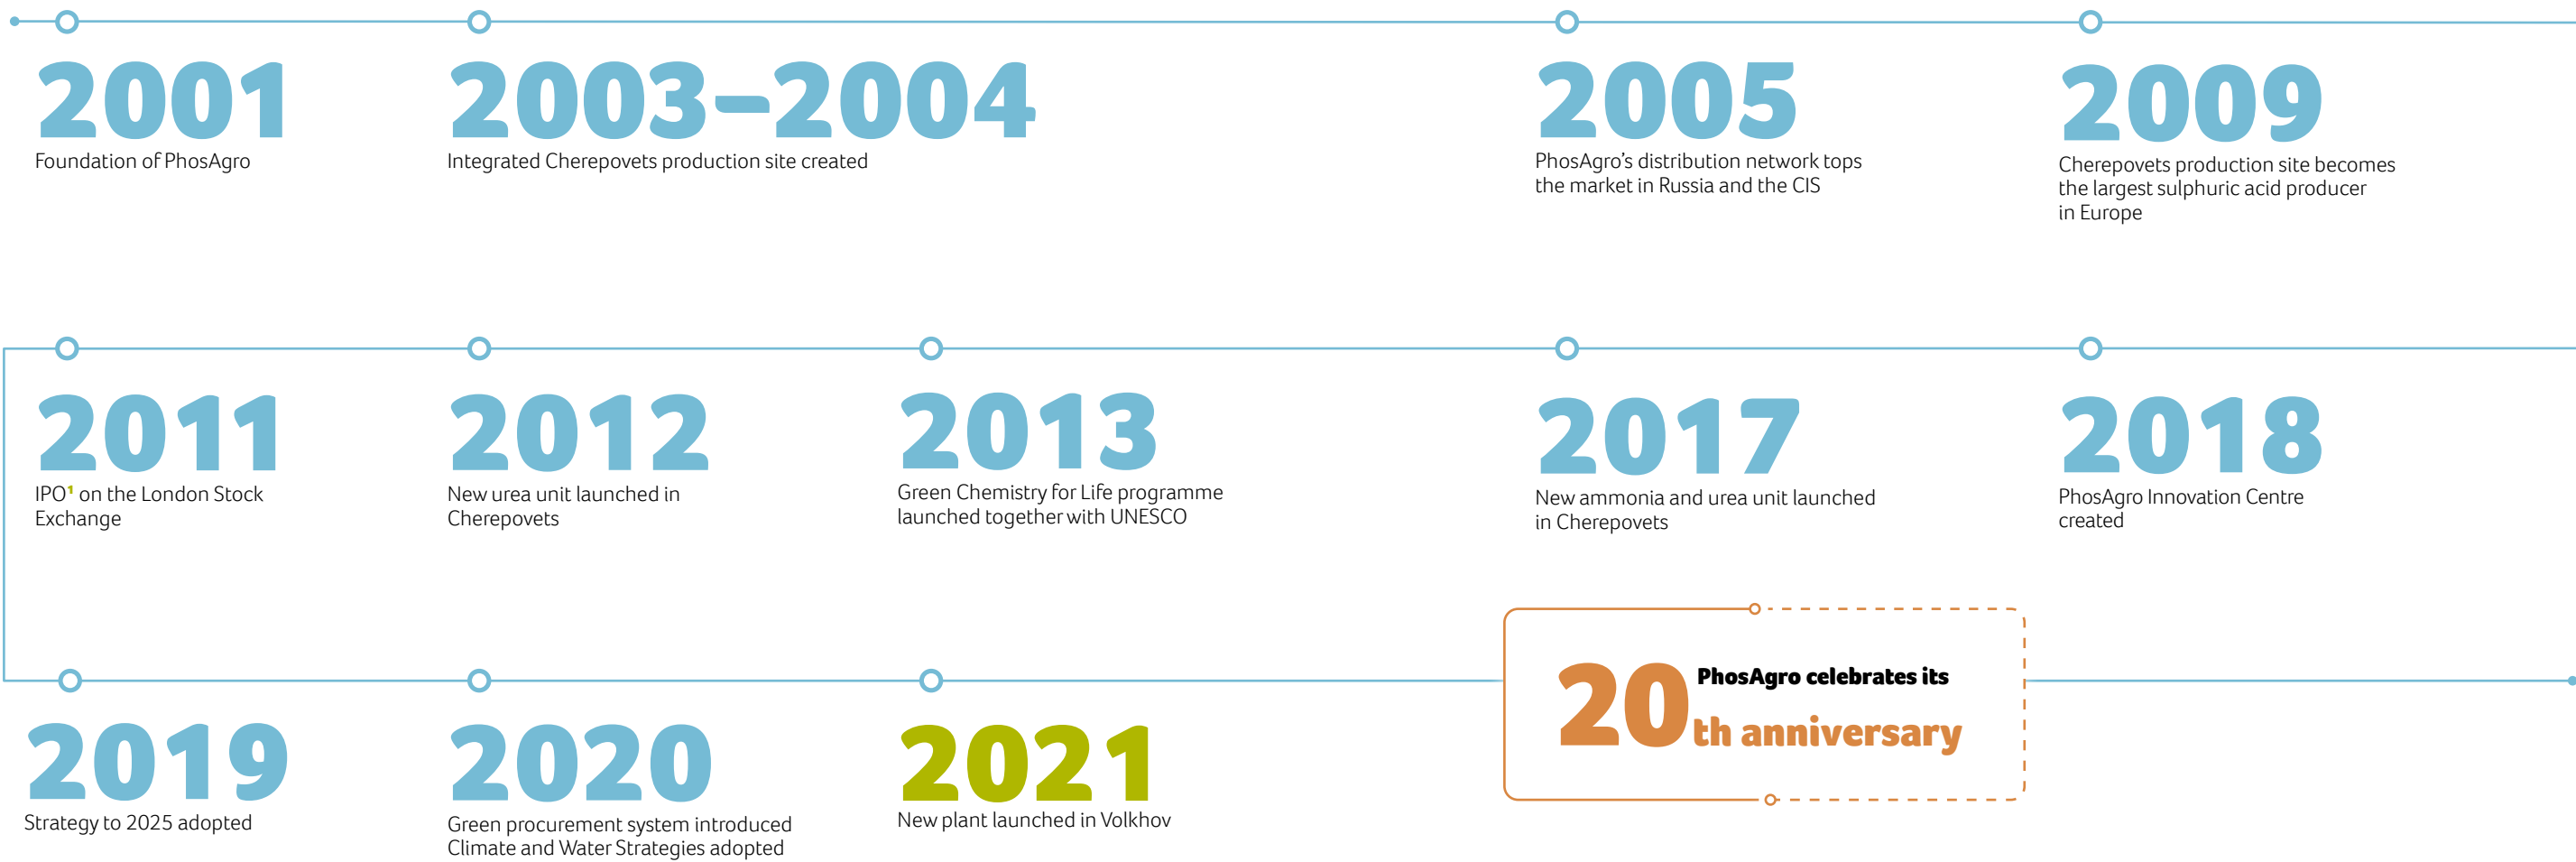 2001
Foundation of PhosAgro
2003–2004
Integrated Cherepovets production site created
2005
PhosAgro’s distribution network tops
the market in Russia and the CIS
2009
Cherepovets production site becomes
the largest sulphuric acid producer
in Europe
2011
IPO¹ on the London Stock
Exchange
2012
New urea unit launched in
Cherepovets
2013
Green Chemistry for Life programme
launched together with UNESCO
2017
New ammonia and urea unit launched
in Cherepovets
2018
PhosAgro Innovation Centre
created
2019
Strategy to 2025 adopted
2020
Green procurement system introduced
Climate and Water Strategies adopted
2021
New plant launched in Volkhov
PhosAgro celebrates its
20th anniversary